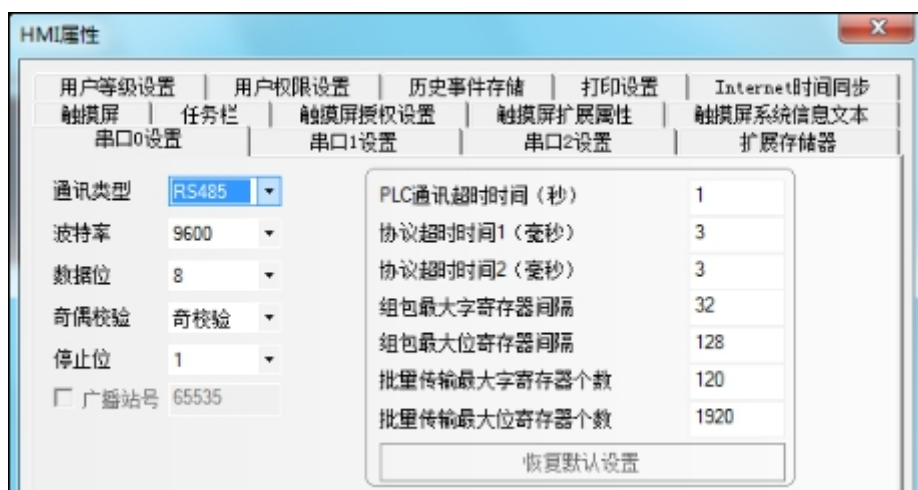 HMI属性
用户等级设置 用户权限设置 历史事件存储 打印设置 Internet时间同步
触摸屏 任务栏 触摸屏授权设置 触摸屏扩展属性 触摸屏系统信息文本
串口0设置 串口1设置 串口2设置 扩展存储器
通讯类型 RS485
波特率 9600
数据位 8
奇偶校验 奇校验
停止位 1
广播站号 65535
PLC通讯超时时间（秒） 1
协议超时时间1（毫秒） 3
协议超时时间2（毫秒） 3
组包最大字寄存器间隔 32
组包最大位寄存器间隔 128
批量传输最大字寄存器个数 120
批量传输最大位寄存器个数 1920
恢复默认设置